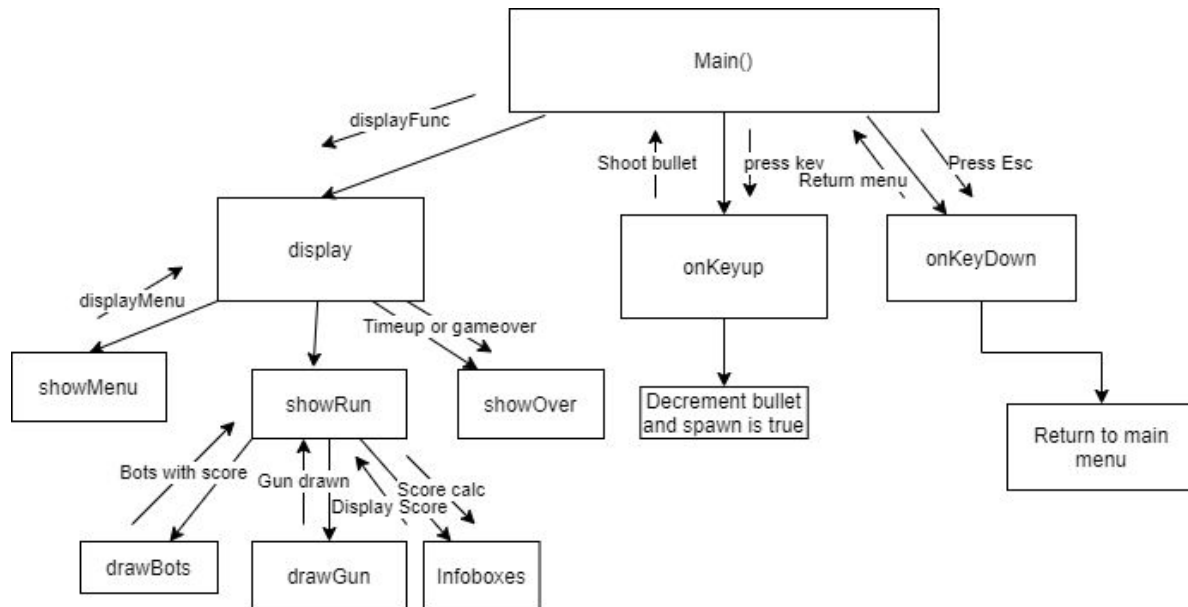 Main()
displayFunc
Shoot bullet
press kev
Return menu
Press Esc
display
onKeyup
onKeyDown
displayMenu
Timeup or gameover
showMenu
showRun
showOver
Decrement bullet
and spawn is true
Return to main
menu
Bots with score
Gun drawn
Score calc
Display Score
drawBots
drawGun
Infoboxes